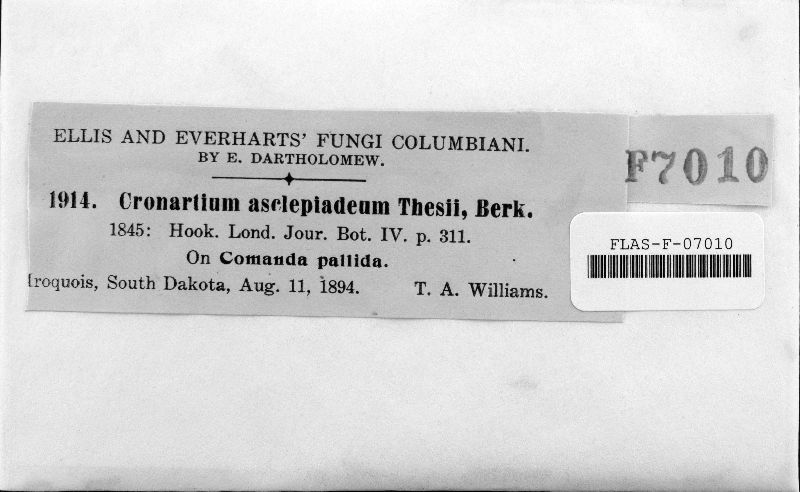 ELLIS AND EVERHARTS' FUNGI COLUMBIANI.
BY E. DARTHOLOMEW.
1914. Cronartium asclepiadeum Thesii, Berk.
1845: Hook. Lond. Jour. Bot. IV. p. 311.
On Comanda pallida.
Iroquois, South Dakota, Aug. 11, 1894. T. A. Williams.
F7010
FLAS-F-07010